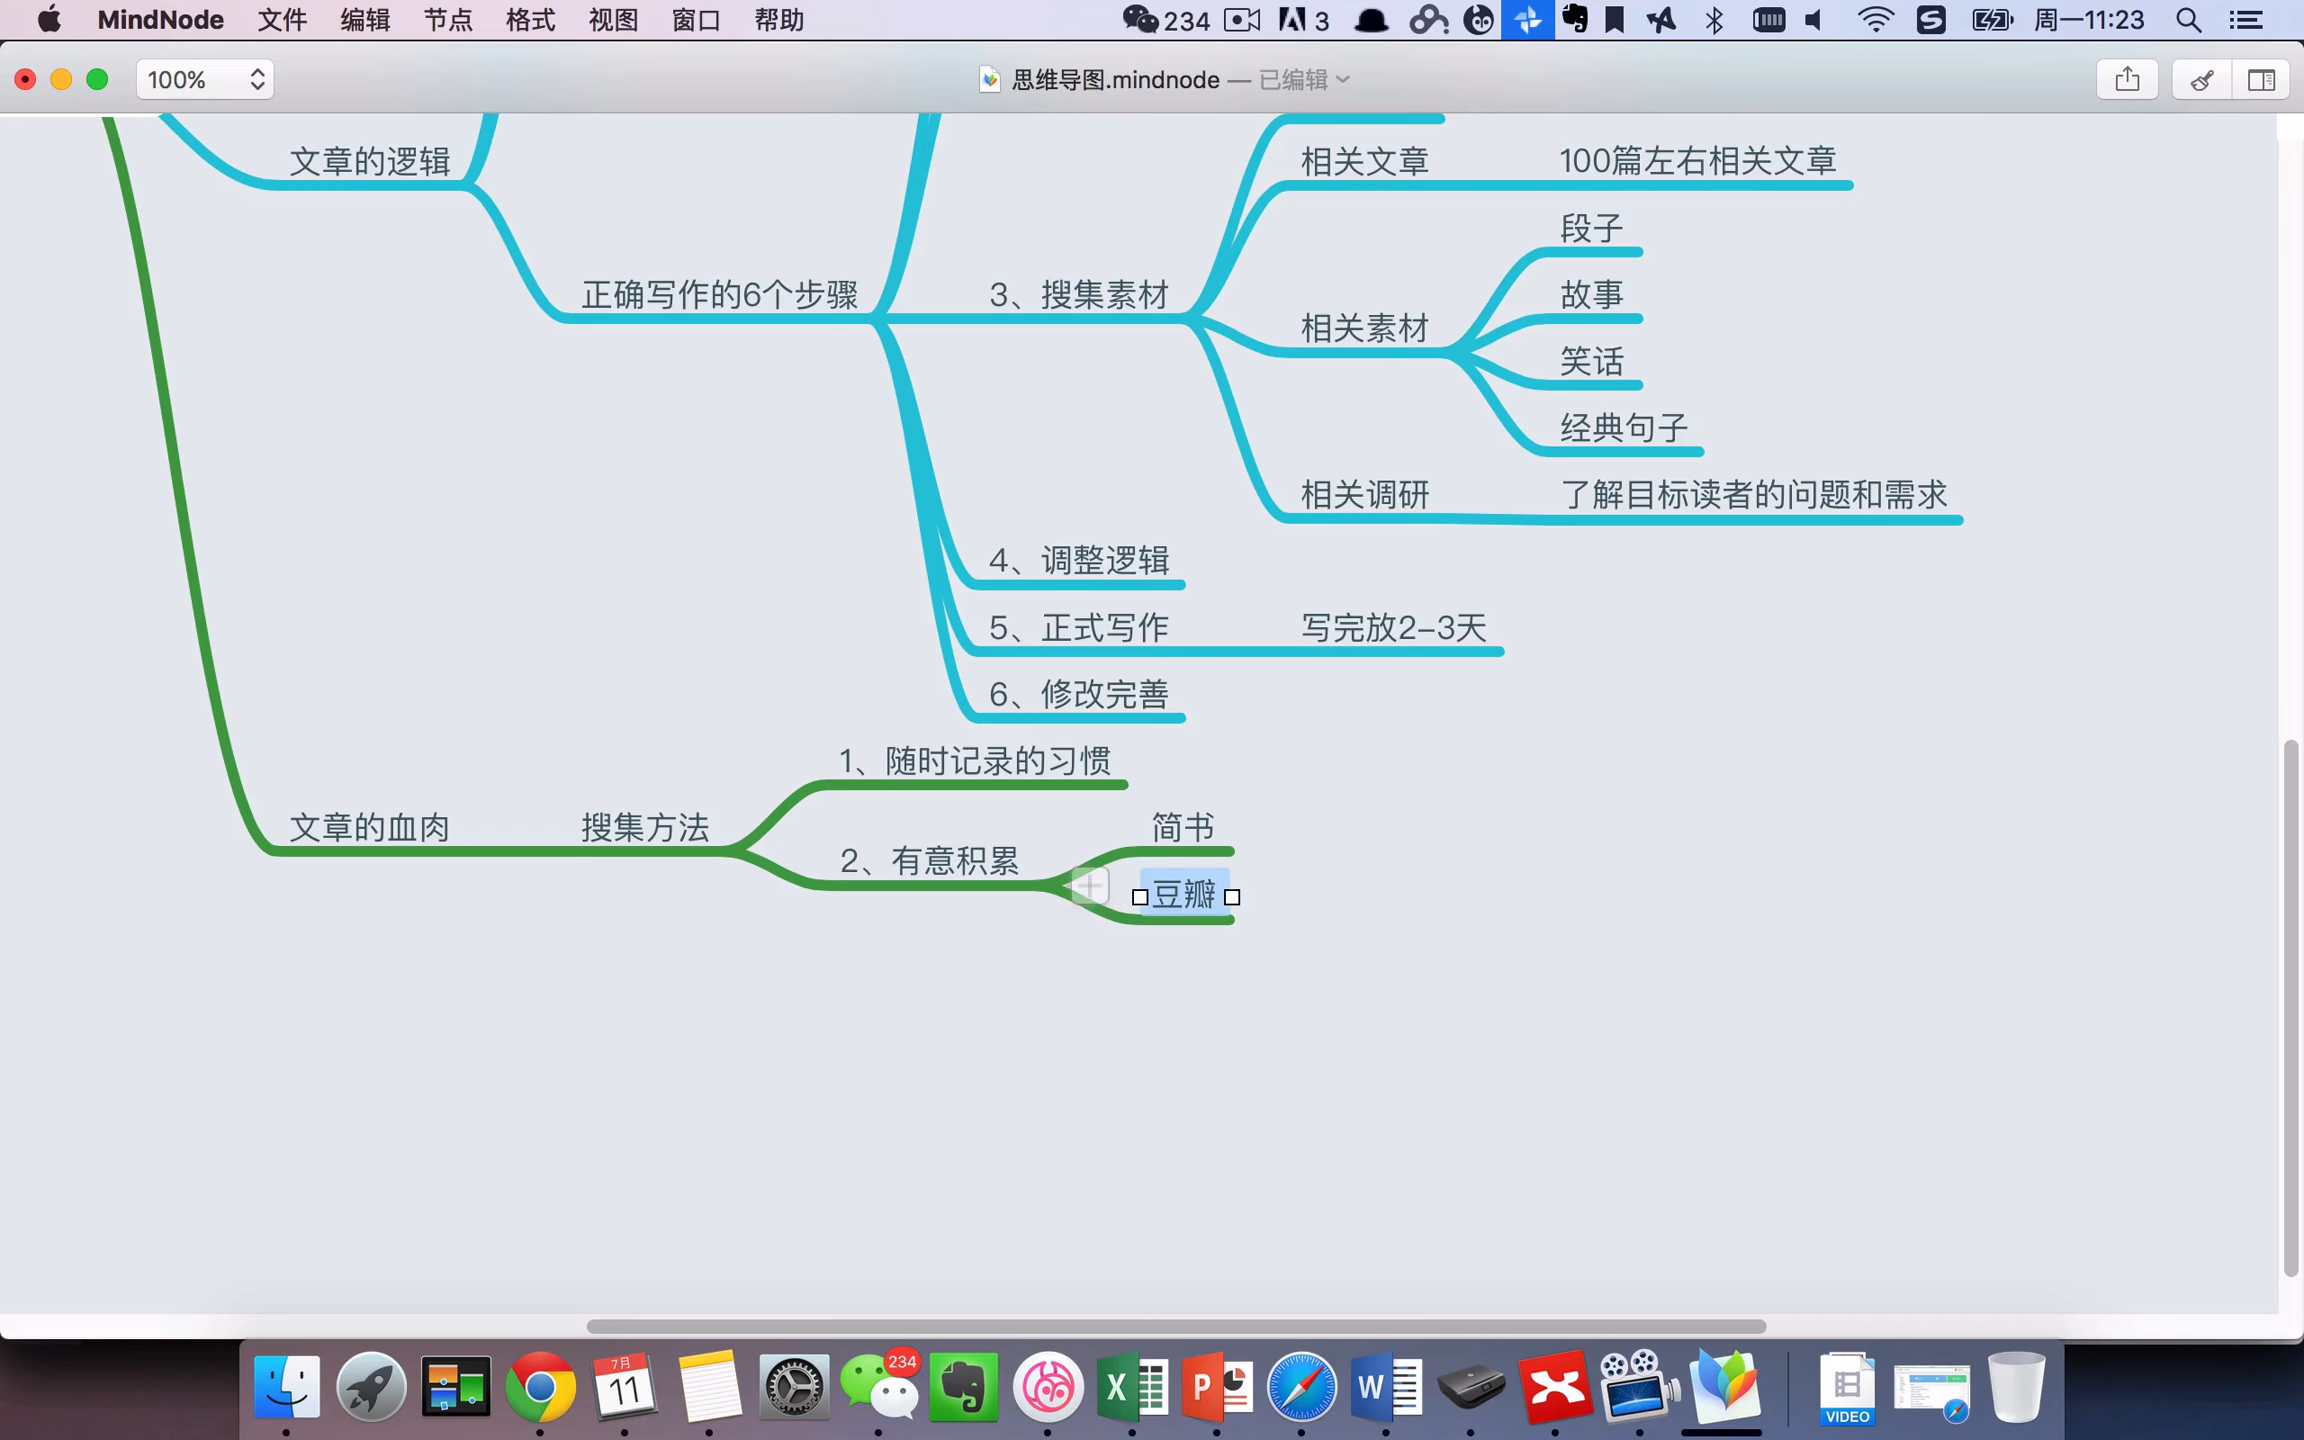 MindNode 文件 编辑 节点 格式 视图 窗口 帮助 234 3 周一11:23
100% 思维导图.mindnode — 已编辑
文章的逻辑
相关文章 100篇左右相关文章
段子
正确写作的6个步骤 3、搜集素材 故事
相关素材
笑话
经典句子
相关调研 了解目标读者的问题和需求
4、调整逻辑
5、正式写作 写完放2-3天
6、修改完善
1、随时记录的习惯
文章的血肉 搜集方法 简书
2、有意积累
豆瓣
7月
11
234
X
P
W
VIDEO